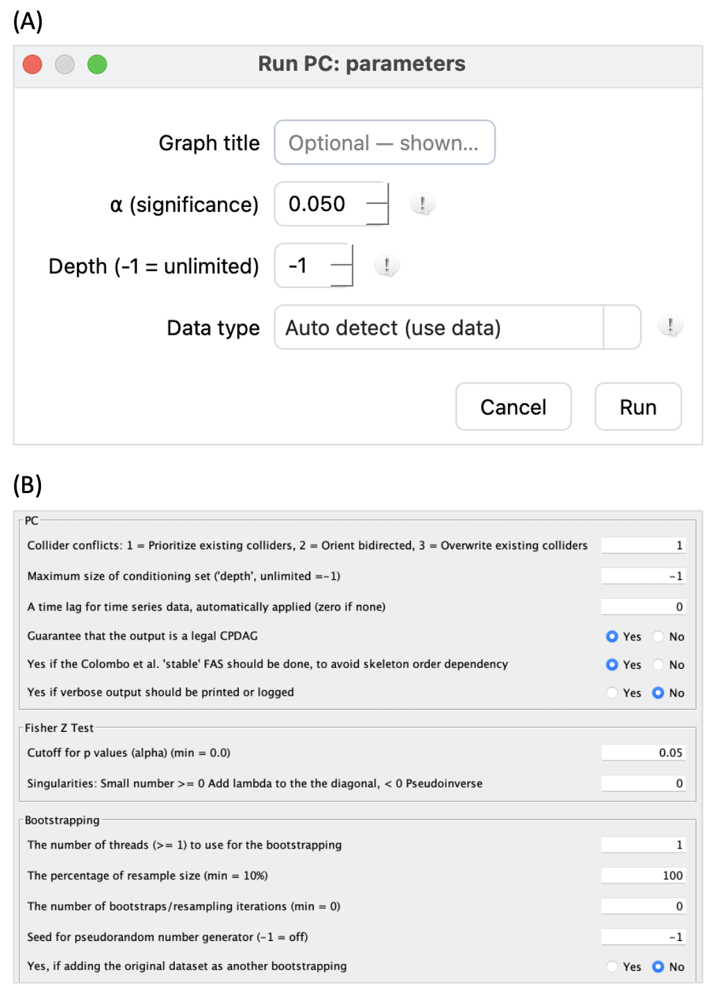 (A)
Run PC: parameters
Graph title Optional — shown...
α (significance) 0.050 !
Depth (-1 = unlimited) -1 !
Data type Auto detect (use data) !
Cancel Run
(B)
PC
Collider conflicts: 1 = Prioritize existing colliders, 2 = Orient bidirected, 3 = Overwrite existing colliders 1
Maximum size of conditioning set ('depth', unlimited =-1) -1
A time lag for time series data, automatically applied (zero if none) 0
Guarantee that the output is a legal CPDAG Yes No
Yes if the Colombo et al. 'stable' FAS should be done, to avoid skeleton order dependency Yes No
Yes if verbose output should be printed or logged Yes No
Fisher Z Test
Cutoff for p values (alpha) (min = 0.0) 0.05
Singularities: Small number >= 0 Add lambda to the the diagonal, < 0 Pseudoinverse 0
Bootstrapping
The number of threads (>= 1) to use for the bootstrapping 1
The percentage of resample size (min = 10%) 100
The number of bootstraps/resampling iterations (min = 0) 0
Seed for pseudorandom number generator (-1 = off) -1
Yes, if adding the original dataset as another bootstrapping Yes No